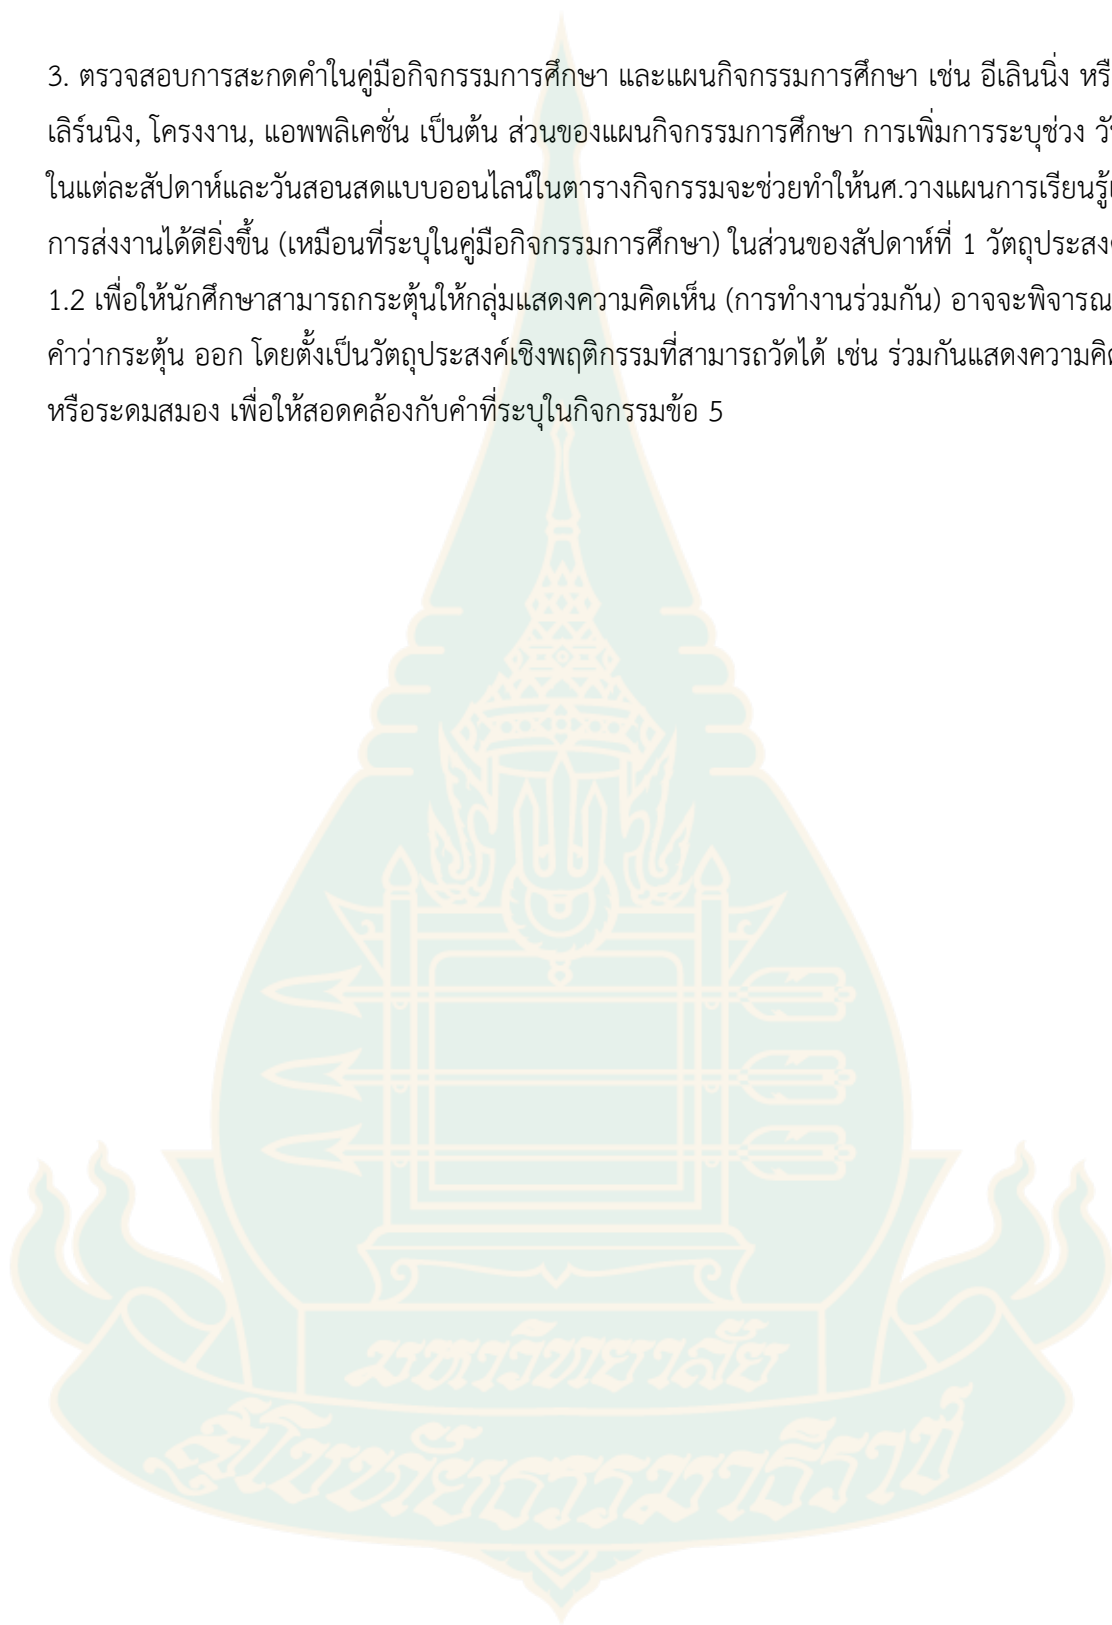 3. ตรวจสอบการสะกดคำในคู่มือกิจกรรมการศึกษา และแผนกิจกรรมการศึกษา เช่น อีเลินนิ่ง
เลิร์นนิง, โครงงาน, แอพพลิเคชั่น เป็นต้น ส่วนของแผนกิจกรรมการศึกษา การเพิ่มการระบุช่วง
ในแต่ละสัปดาห์และวันสอนสดแบบออนไลน์ในตารางกิจกรรมจะช่วยทำให้นศ.วางแผนการเรียนรู้
การส่งงานได้ดียิ่งขึ้น (เหมือนที่ระบุในคู่มือกิจกรรมการศึกษา) ในส่วนของสัปดาห์ที่ 1
1.2 เพื่อให้นักศึกษาสามารถกระตุ้นให้กลุ่มแสดงความคิดเห็น (การทำงานร่วมกัน) อาจจะ
คำว่ากระตุ้น ออก โดยตั้งเป็นวัตถุประสงค์เชิงพฤติกรรมที่สามารถวัดได้ เช่น ร่วมกันแสดง
หรือระดมสมอง เพื่อให้สอดคล้องกับคำที่ระบุในกิจกรรมข้อ 5
มหาวิทยาลัย
สุโขทัยธรรมาธิราช